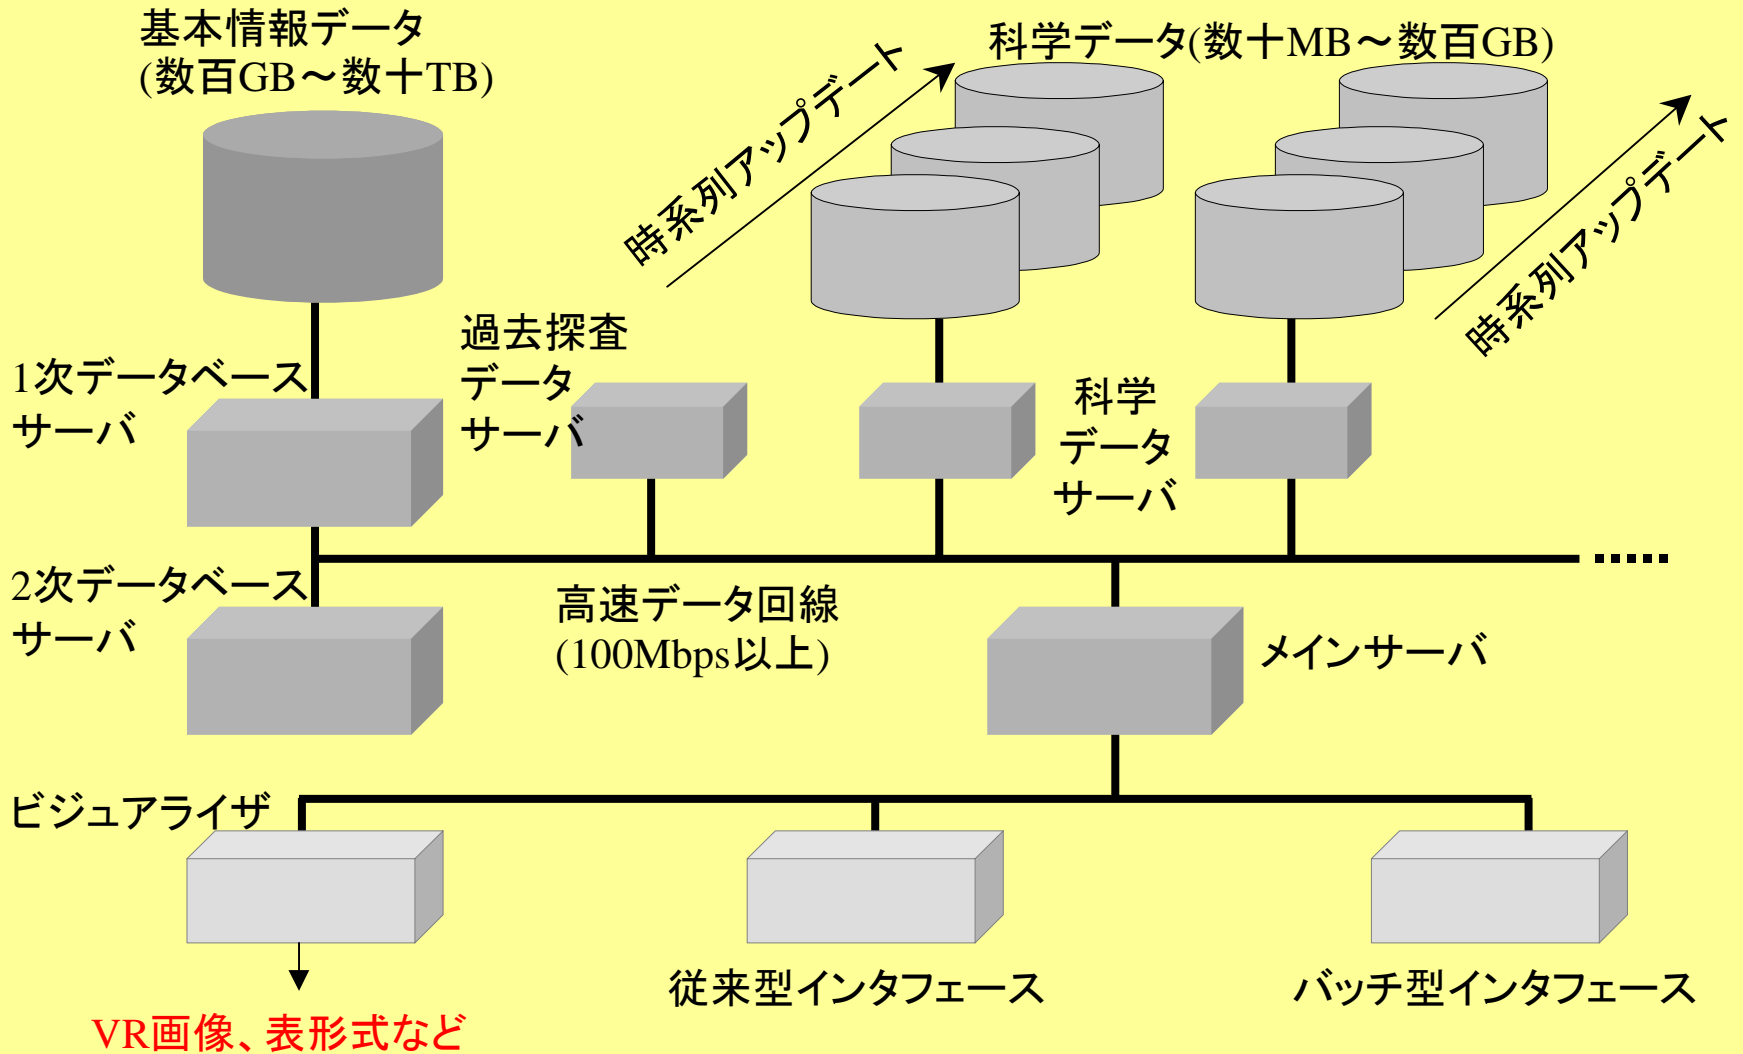 基本情報データ
(数百GB～数十TB)
科学データ(数十MB～数百GB)
時系列アップデート
時系列アップデート
1次データベース
サーバ
過去探査
データ
サーバ
科学
データ
サーバ
2次データベース
サーバ
高速データ回線
(100Mbps以上)
メインサーバ
ビジュアライザ
従来型インタフェース
バッチ型インタフェース
VR画像、表形式など